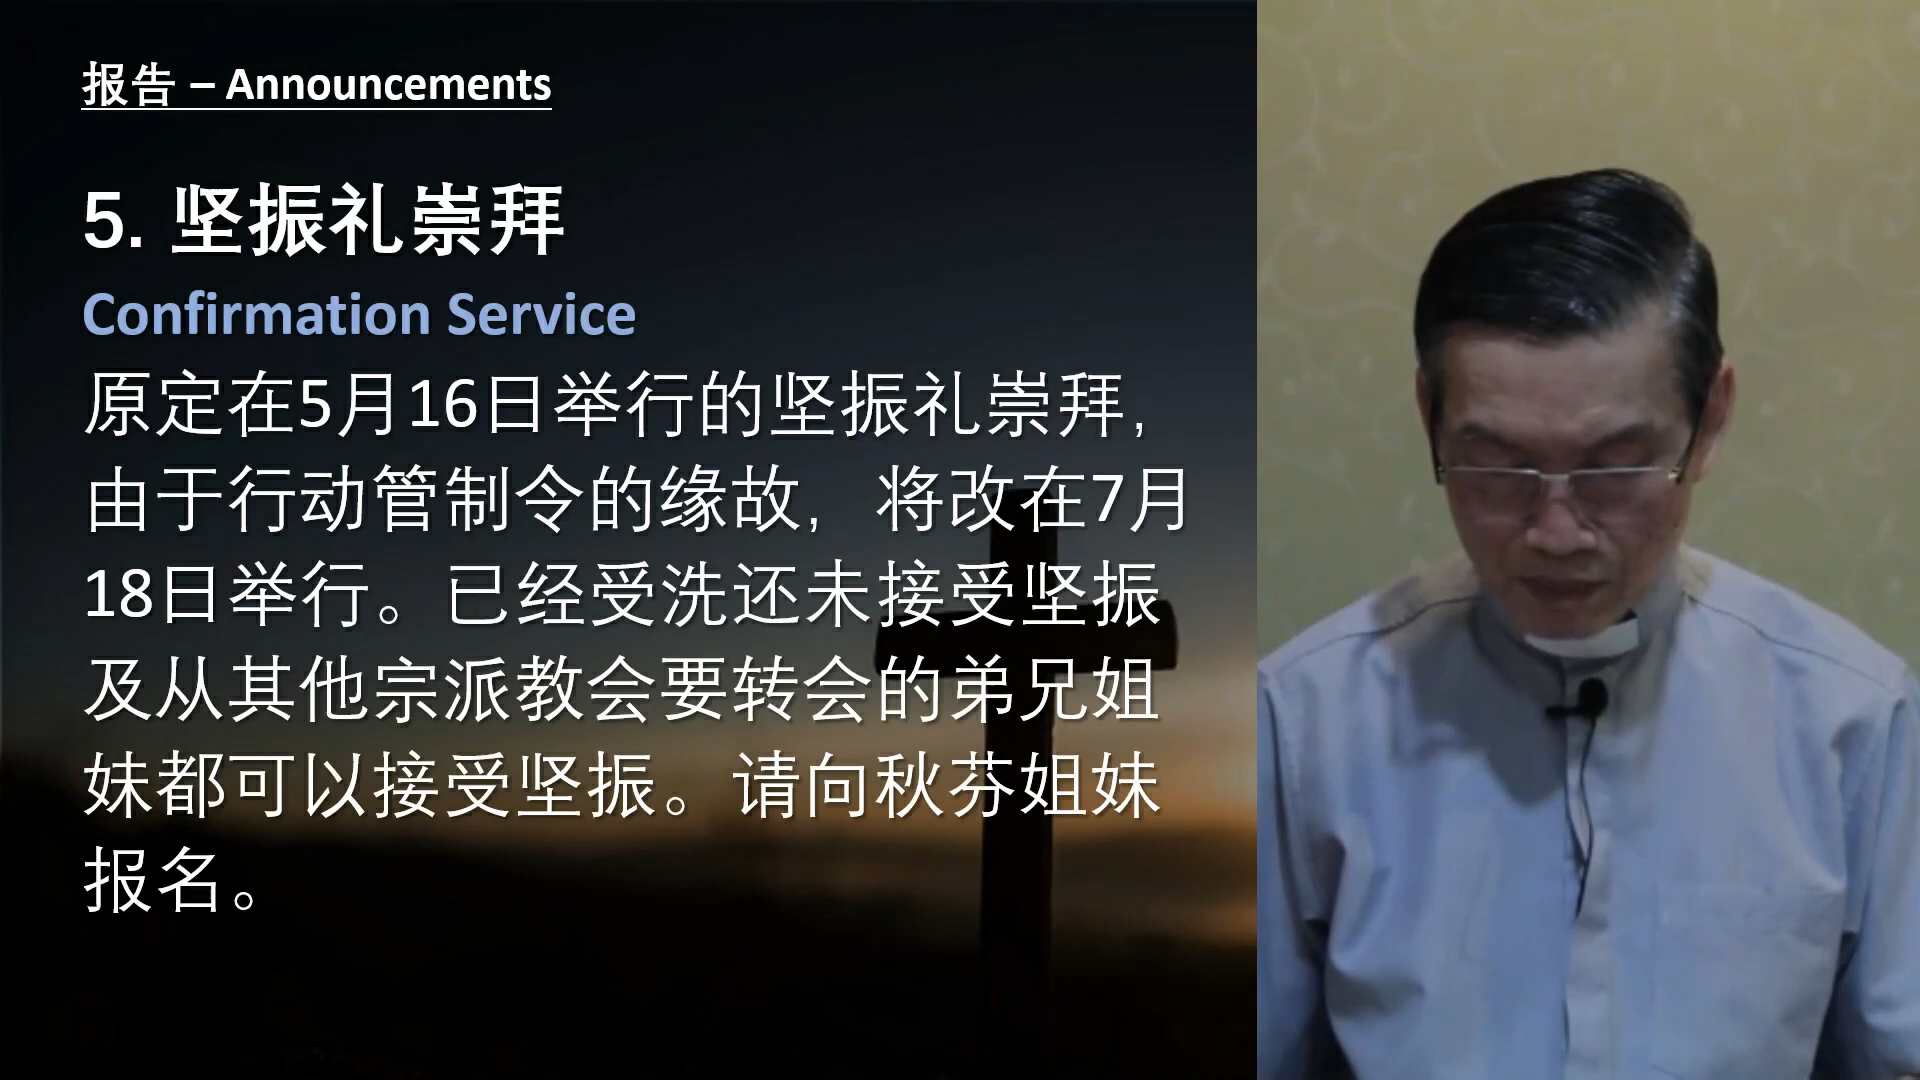 报告 – Announcements
5. 坚振礼崇拜
Confirmation Service
原定在5月16日举行的坚振礼崇拜,
由于行动管制令的缘故, 将改在7月
18日举行。已经受洗还未接受坚振
及从其他宗派教会要转会的弟兄姐
妹都可以接受坚振。请向秋芬姐妹
报名。